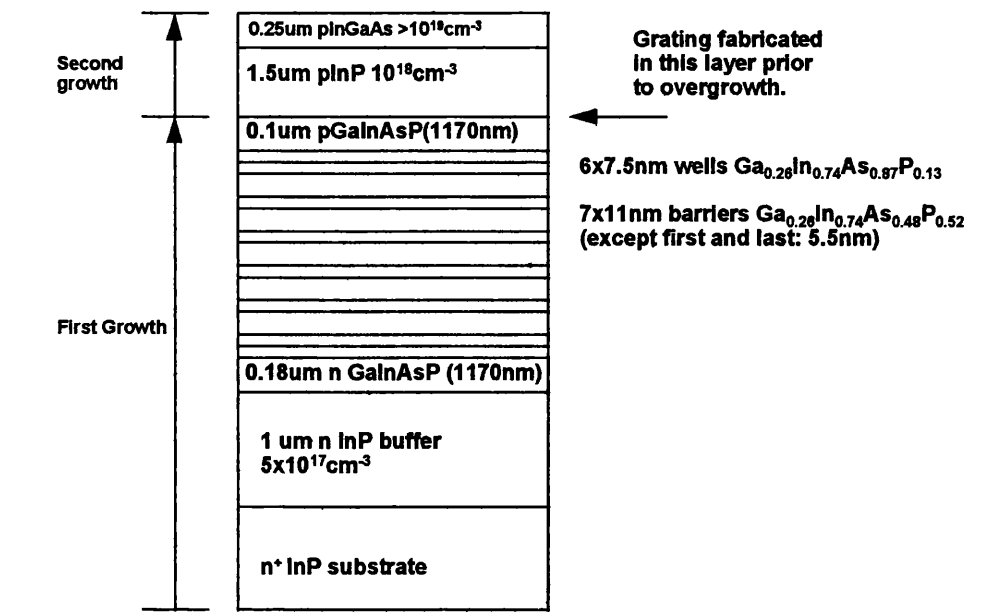 0.25um pInGaAs >10¹⁹cm⁻³
Second
growth
1.5um pInP 10¹⁸cm⁻³
Grating fabricated
in this layer prior
to overgrowth.
0.1um pGaInAsP(1170nm)
6x7.5nm wells Ga₀.₂₆In₀.₇₄As₀.₈₇P₀.₁₃
7x11nm barriers Ga₀.₂₆In₀.₇₄As₀.₄₈P₀.₅₂
(except first and last: 5.5nm)
First Growth
0.18um n GaInAsP (1170nm)
1 um n InP buffer
5x10¹⁷cm⁻³
n⁺ InP substrate